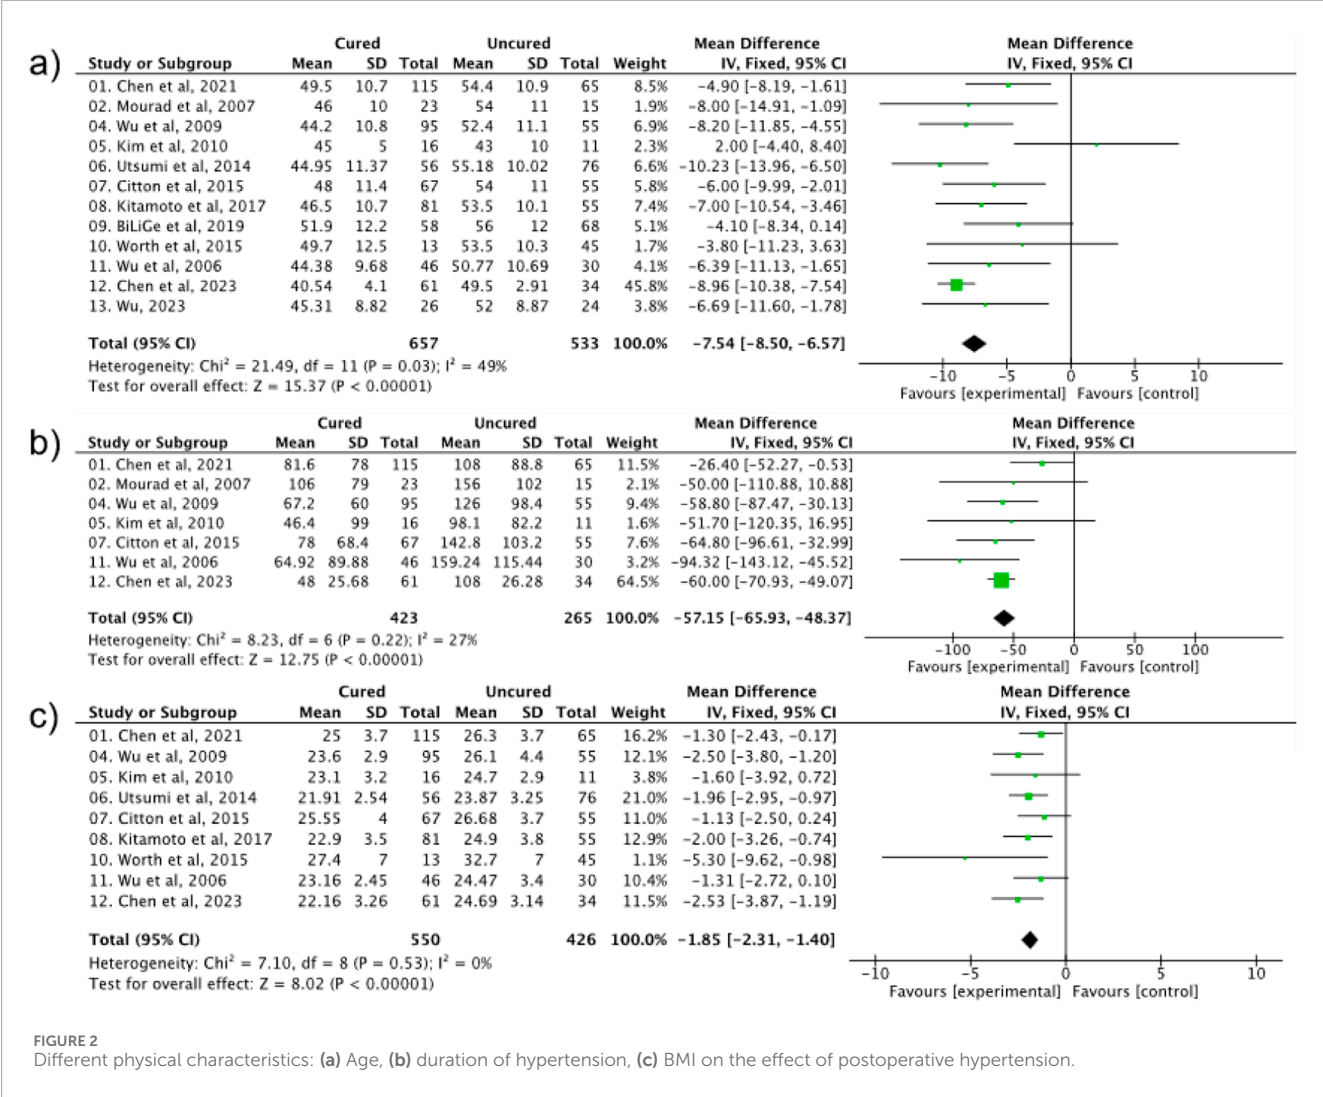 a)
Cured Uncured Mean Difference Mean Difference
Study or Subgroup Mean SD Total Mean SD Total Weight IV, Fixed, 95% CI IV, Fixed, 95% CI
01. Chen et al, 2021 49.5 10.7 115 54.4 10.9 65 8.5% −4.90 [−8.19, −1.61]
02. Mourad et al, 2007 46 10 23 54 11 15 1.9% −8.00 [−14.91, −1.09]
04. Wu et al, 2009 44.2 10.8 95 52.4 11.1 55 6.9% −8.20 [−11.85, −4.55]
05. Kim et al, 2010 45 5 16 43 10 11 2.3% 2.00 [−4.40, 8.40]
06. Utsumi et al, 2014 44.95 11.37 56 55.18 10.02 76 6.6% −10.23 [−13.96, −6.50]
07. Citton et al, 2015 48 11.4 67 54 11 55 5.8% −6.00 [−9.99, −2.01]
08. Kitamoto et al, 2017 46.5 10.7 81 53.5 10.1 55 7.4% −7.00 [−10.54, −3.46]
09. BiLiGe et al, 2019 51.9 12.2 58 56 12 68 5.1% −4.10 [−8.34, 0.14]
10. Worth et al, 2015 49.7 12.5 13 53.5 10.3 45 1.7% −3.80 [−11.23, 3.63]
11. Wu et al, 2006 44.38 9.68 46 50.77 10.69 30 4.1% −6.39 [−11.13, −1.65]
12. Chen et al, 2023 40.54 4.1 61 49.5 2.91 34 45.8% −8.96 [−10.38, −7.54]
13. Wu, 2023 45.31 8.82 26 52 8.87 24 3.8% −6.69 [−11.60, −1.78]
Total (95% CI) 657 533 100.0% −7.54 [−8.50, −6.57]
Heterogeneity: Chi² = 21.49, df = 11 (P = 0.03); I² = 49%
Test for overall effect: Z = 15.37 (P < 0.00001)
−10 −5 0 5 10
Favours [experimental] Favours [control]
b)
Cured Uncured Mean Difference Mean Difference
Study or Subgroup Mean SD Total Mean SD Total Weight IV, Fixed, 95% CI IV, Fixed, 95% CI
01. Chen et al, 2021 81.6 78 115 108 88.8 65 11.5% −26.40 [−52.27, −0.53]
02. Mourad et al, 2007 106 79 23 156 102 15 2.1% −50.00 [−110.88, 10.88]
04. Wu et al, 2009 67.2 60 95 126 98.4 55 9.4% −58.80 [−87.47, −30.13]
05. Kim et al, 2010 46.4 99 16 98.1 82.2 11 1.6% −51.70 [−120.35, 16.95]
07. Citton et al, 2015 78 68.4 67 142.8 103.2 55 7.6% −64.80 [−96.61, −32.99]
11. Wu et al, 2006 64.92 89.88 46 159.24 115.44 30 3.2% −94.32 [−143.12, −45.52]
12. Chen et al, 2023 48 25.68 61 108 26.28 34 64.5% −60.00 [−70.93, −49.07]
Total (95% CI) 423 265 100.0% −57.15 [−65.93, −48.37]
Heterogeneity: Chi² = 8.23, df = 6 (P = 0.22); I² = 27%
Test for overall effect: Z = 12.75 (P < 0.00001)
−100 −50 0 50 100
Favours [experimental] Favours [control]
c)
Cured Uncured Mean Difference Mean Difference
Study or Subgroup Mean SD Total Mean SD Total Weight IV, Fixed, 95% CI IV, Fixed, 95% CI
01. Chen et al, 2021 25 3.7 115 26.3 3.7 65 16.2% −1.30 [−2.43, −0.17]
04. Wu et al, 2009 23.6 2.9 95 26.1 4.4 55 12.1% −2.50 [−3.80, −1.20]
05. Kim et al, 2010 23.1 3.2 16 24.7 2.9 11 3.8% −1.60 [−3.92, 0.72]
06. Utsumi et al, 2014 21.91 2.54 56 23.87 3.25 76 21.0% −1.96 [−2.95, −0.97]
07. Citton et al, 2015 25.55 4 67 26.68 3.7 55 11.0% −1.13 [−2.50, 0.24]
08. Kitamoto et al, 2017 22.9 3.5 81 24.9 3.8 55 12.9% −2.00 [−3.26, −0.74]
10. Worth et al, 2015 27.4 7 13 32.7 7 45 1.1% −5.30 [−9.62, −0.98]
11. Wu et al, 2006 23.16 2.45 46 24.47 3.4 30 10.4% −1.31 [−2.72, 0.10]
12. Chen et al, 2023 22.16 3.26 61 24.69 3.14 34 11.5% −2.53 [−3.87, −1.19]
Total (95% CI) 550 426 100.0% −1.85 [−2.31, −1.40]
Heterogeneity: Chi² = 7.10, df = 8 (P = 0.53); I² = 0%
Test for overall effect: Z = 8.02 (P < 0.00001)
−10 −5 0 5 10
Favours [experimental] Favours [control]
FIGURE 2
Different physical characteristics: (a) Age, (b) duration of hypertension, (c) BMI on the effect of postoperative hypertension.